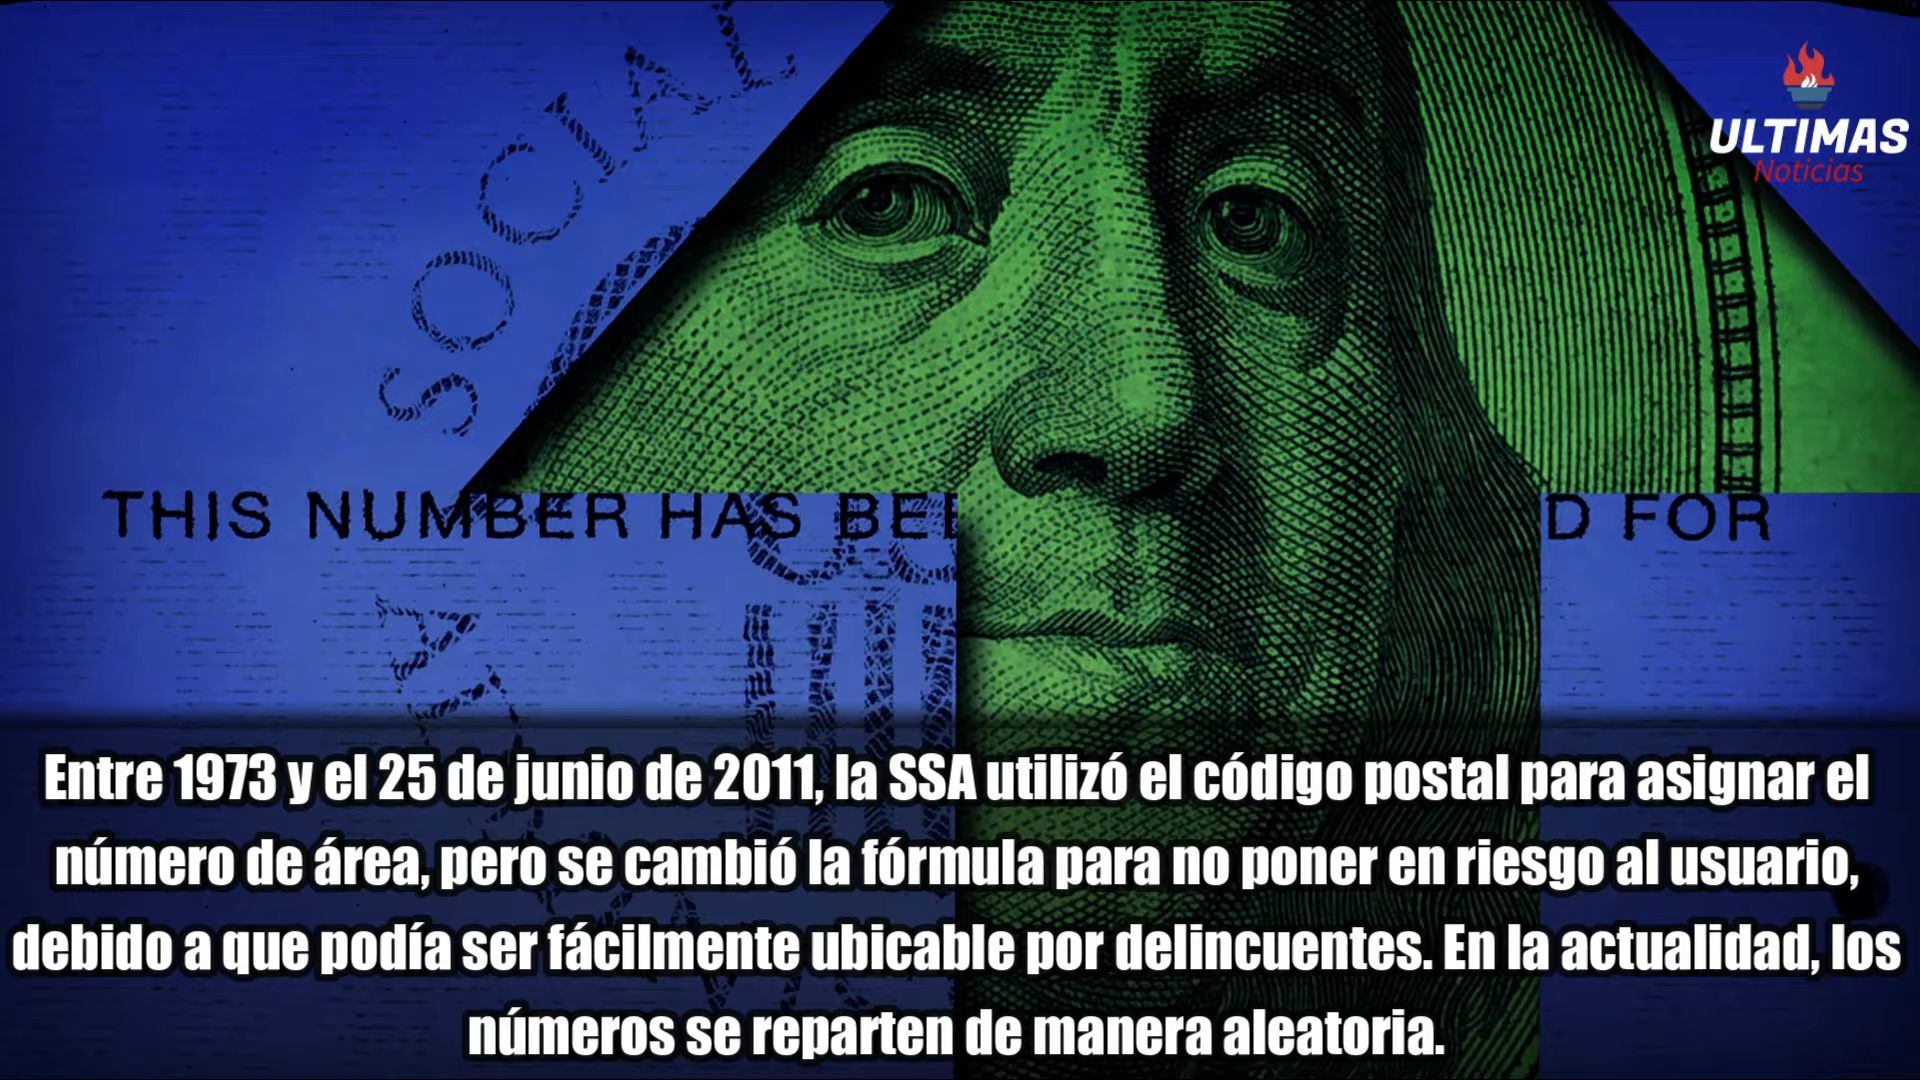 SOCIAL
ULTIMAS
Noticias
THIS NUMBER HAS BEE
D FOR
Entre 1973 y el 25 de junio de 2011, la SSA utilizó el código postal para asignar el
número de área, pero se cambió la fórmula para no poner en riesgo al usuario,
debido a que podía ser fácilmente ubicable por delincuentes. En la actualidad, los
números se reparten de manera aleatoria.